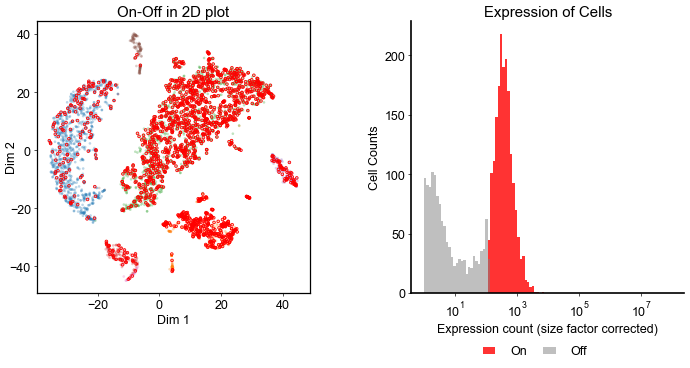 On-Off in 2D plot
40
20
0
−20
−40
Dim 2
−20
0
20
40
Dim 1
Expression of Cells
200
150
100
50
0
Cell Counts
10^1
10^3
10^5
10^7
Expression count (size factor corrected)
On
Off